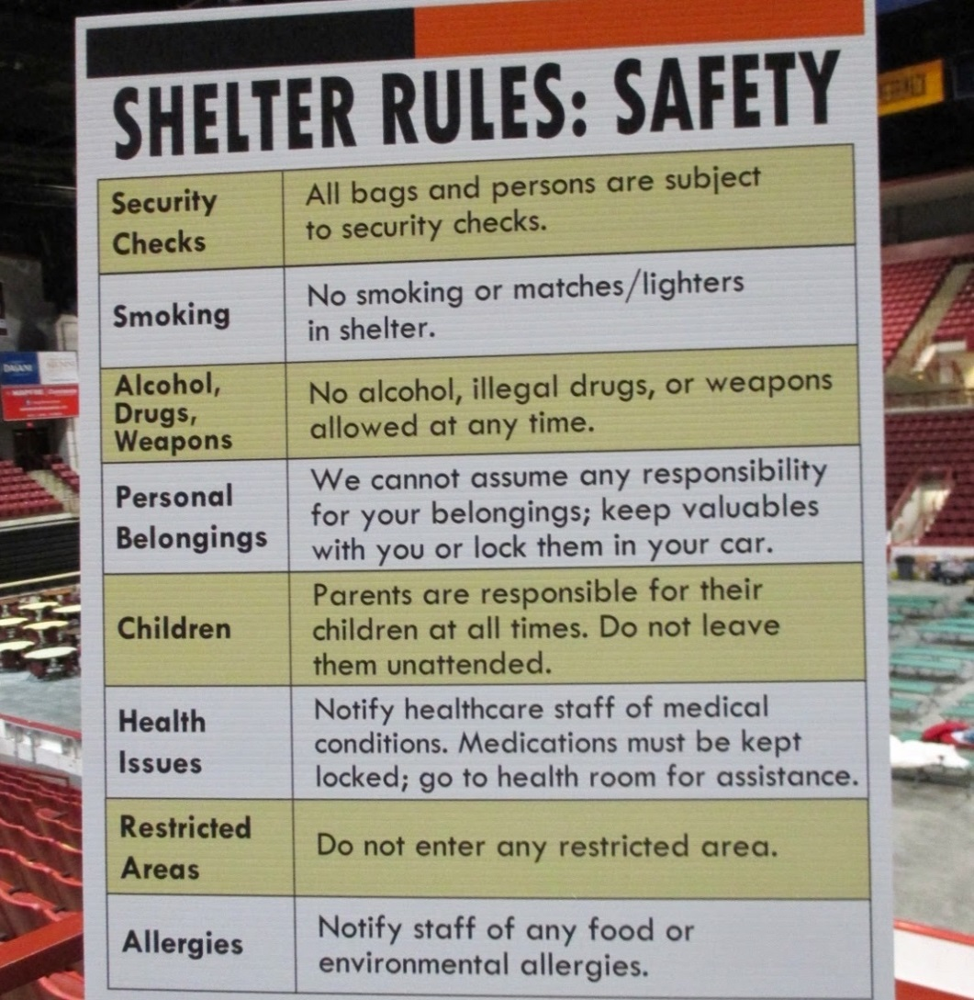 SHELTER RULES: SAFETY
Security
Checks
All bags and persons are subject
to security checks.
Smoking
No smoking or matches/lighters
in shelter.
Alcohol,
Drugs,
Weapons
No alcohol, illegal drugs, or weapons
allowed at any time.
Personal
Belongings
We cannot assume any responsibility
for your belongings; keep valuables
with you or lock them in your car.
Children
Parents are responsible for their
children at all times. Do not leave
them unattended.
Health
Issues
Notify healthcare staff of medical
conditions. Medications must be kept
locked; go to health room for assistance.
Restricted
Areas
Do not enter any restricted area.
Allergies
Notify staff of any food or
environmental allergies.